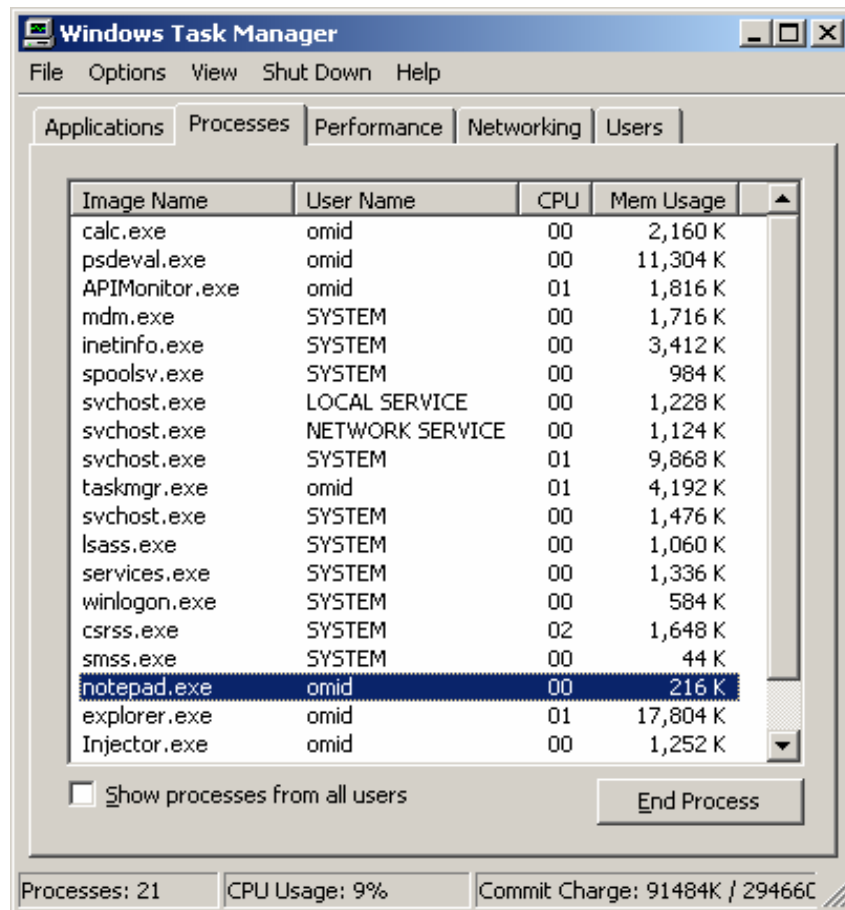 Windows Task Manager
File Options View Shut Down Help
Applications Processes Performance Networking Users
Image Name User Name CPU Mem Usage
calc.exe omid 00 2,160 K
psdeval.exe omid 00 11,304 K
APIMonitor.exe omid 01 1,816 K
mdm.exe SYSTEM 00 1,716 K
inetinfo.exe SYSTEM 00 3,412 K
spoolsv.exe SYSTEM 00 984 K
svchost.exe LOCAL SERVICE 00 1,228 K
svchost.exe NETWORK SERVICE 00 1,124 K
svchost.exe SYSTEM 01 9,868 K
taskmgr.exe omid 01 4,192 K
svchost.exe SYSTEM 00 1,476 K
lsass.exe SYSTEM 00 1,060 K
services.exe SYSTEM 00 1,336 K
winlogon.exe SYSTEM 00 584 K
csrss.exe SYSTEM 02 1,648 K
smss.exe SYSTEM 00 44 K
notepad.exe omid 00 216 K
explorer.exe omid 01 17,804 K
Injector.exe omid 00 1,252 K
Show processes from all users
End Process
Processes: 21 CPU Usage: 9% Commit Charge: 91484K /